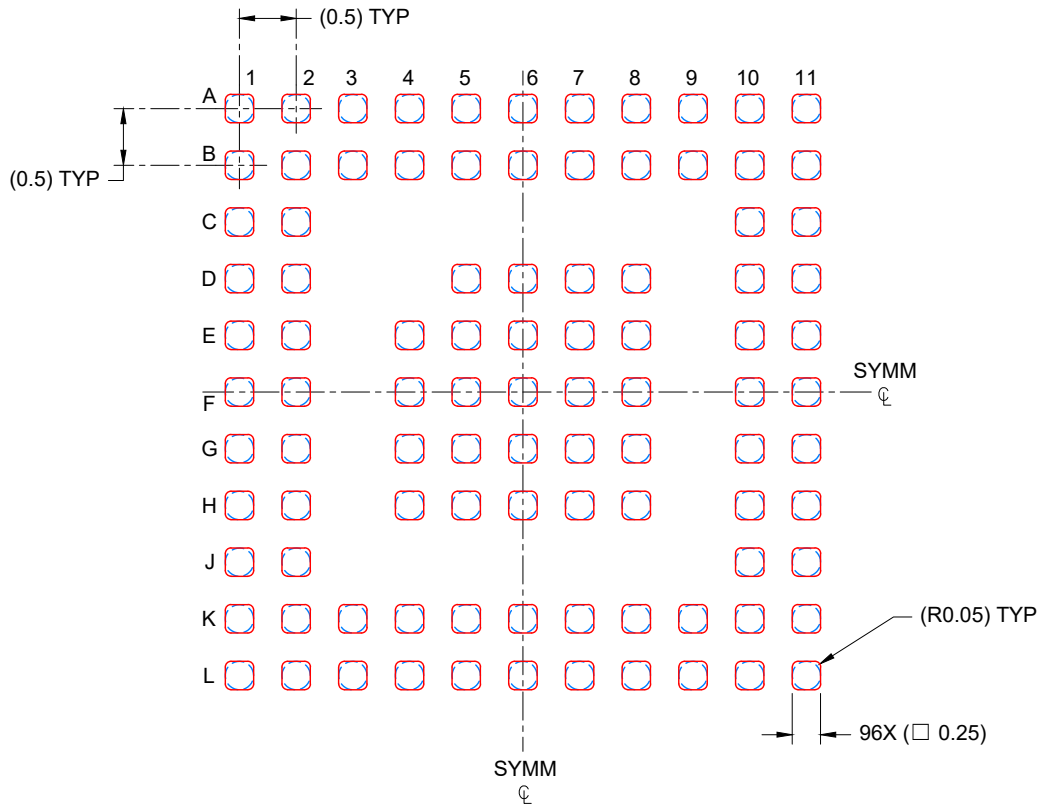 (0.5) TYP
1 2 3 4 5 6 7 8 9 10 11
A
B
(0.5) TYP
C
D
E
SYMM
℄
F
G
H
J
K
(R0.05) TYP
L
96X (□ 0.25)
SYMM
℄